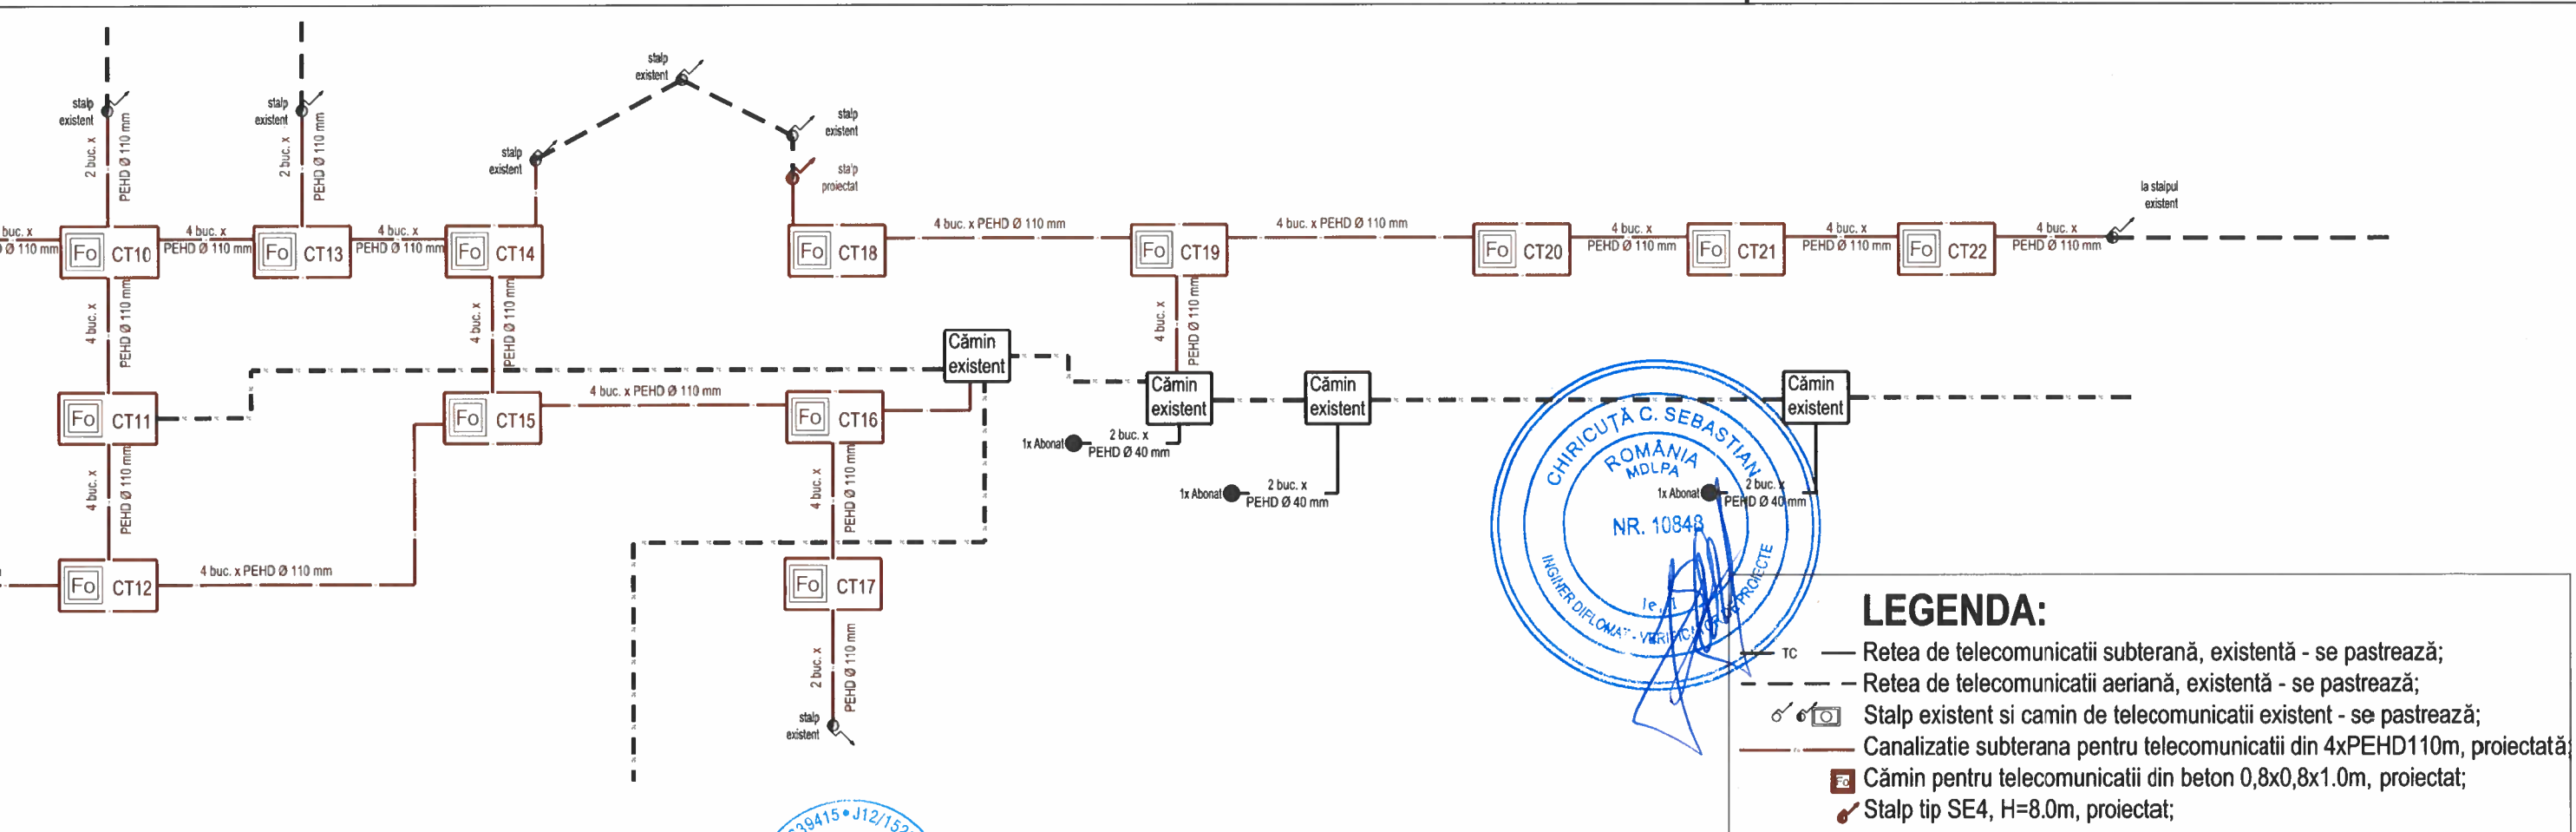 stalp
existent
stalp
existent
stalp
existent
stalp
existent
stalp
existent
stalp
proiectat
la stalpul
existent
2 buc. x
PEHD Ø 110 mm
2 buc. x
PEHD Ø 110 mm
buc. x
Ø 110 mm
Fo CT10
4 buc. x
PEHD Ø 110 mm
Fo CT13
4 buc. x
PEHD Ø 110 mm
Fo CT14
Fo CT18
4 buc. x PEHD Ø 110 mm
Fo CT19
4 buc. x PEHD Ø 110 mm
Fo CT20
4 buc. x
PEHD Ø 110 mm
Fo CT21
4 buc. x
PEHD Ø 110 mm
Fo CT22
4 buc. x
PEHD Ø 110 mm
4 buc. x
PEHD Ø 110 mm
4 buc. x
PEHD Ø 110 mm
4 buc. x
PEHD Ø 110 mm
Cămin
existent
Cămin
existent
Cămin
existent
Cămin
existent
Fo CT11
Fo CT15
4 buc. x PEHD Ø 110 mm
Fo CT16
1x Abonat
2 buc. x
PEHD Ø 40 mm
1x Abonat
2 buc. x
PEHD Ø 40 mm
1x Abonat
2 buc. x
PEHD Ø 40 mm
4 buc. x
PEHD Ø 110 mm
4 buc. x
PEHD Ø 110 mm
Fo CT12
4 buc. x PEHD Ø 110 mm
Fo CT17
2 buc. x
PEHD Ø 110 mm
stalp
existent
CHIRICUȚĂ C. SEBASTIAN
ROMÂNIA
MDLPA
NR. 10848
Ie,
INGINER DIPLOMAT - VERIFICATOR DE PROIECTE
39415 • J12/152
LEGENDA:
TC Retea de telecomunicatii subterană, existentă - se pastrează;
Retea de telecomunicatii aeriană, existentă - se pastrează;
Stalp existent si camin de telecomunicatii existent - se pastrează;
Canalizatie subterana pentru telecomunicatii din 4xPEHD110m, proiectată;
Fo Cămin pentru telecomunicatii din beton 0,8x0,8x1.0m, proiectat;
Stalp tip SE4, H=8.0m, proiectat;